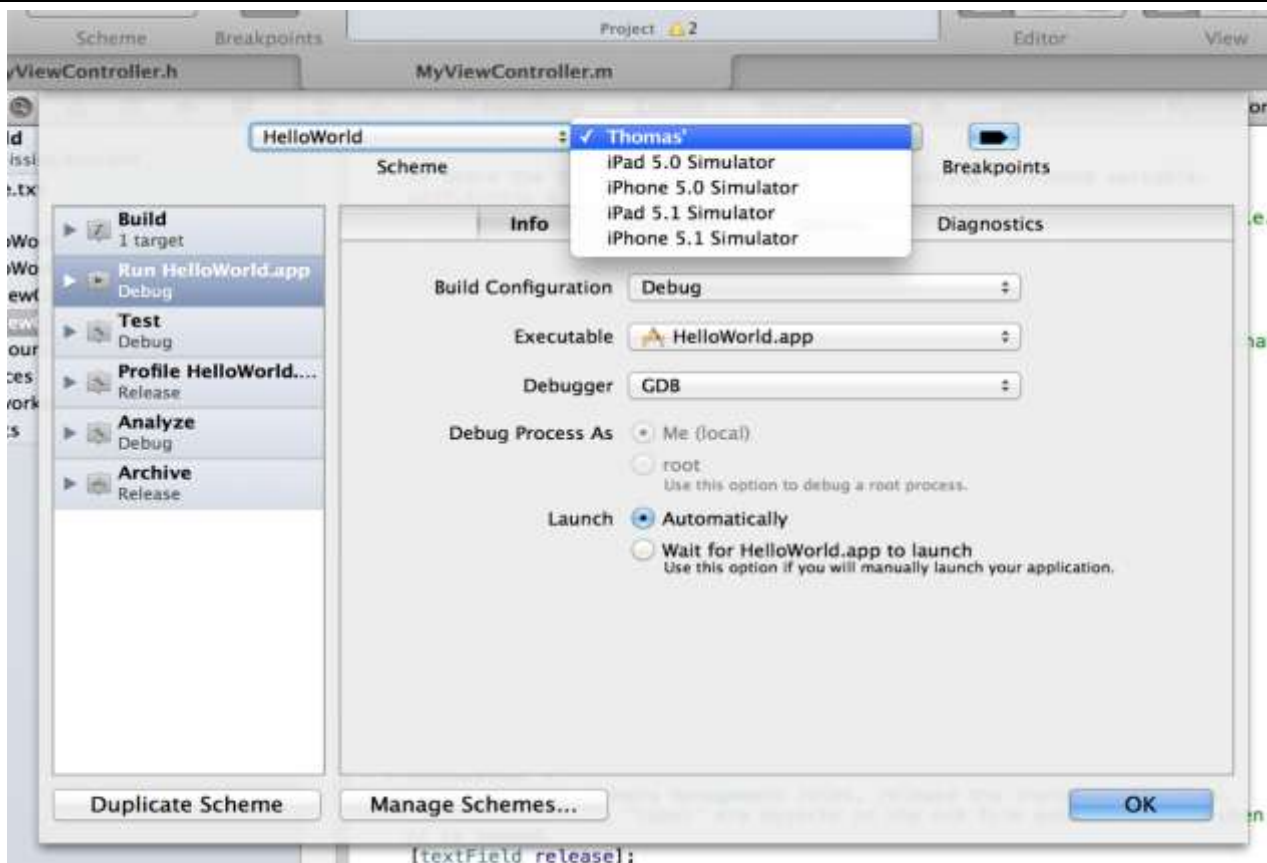 Scheme
Breakpoints
Project 2
Editor
View
yViewController.h
MyViewController.m
HelloWorld
✓ Thomas'
Scheme
iPad 5.0 Simulator
iPhone 5.0 Simulator
iPad 5.1 Simulator
iPhone 5.1 Simulator
Breakpoints
Build
1 target
Run HelloWorld.app
Debug
Test
Debug
Profile HelloWorld....
Release
Analyze
Debug
Archive
Release
Info
Diagnostics
Build Configuration Debug
Executable HelloWorld.app
Debugger GDB
Debug Process As Me (local)
root
Use this option to debug a root process.
Launch Automatically
Wait for HelloWorld.app to launch
Use this option if you will manually launch your application.
Duplicate Scheme
Manage Schemes...
OK
[textField release];